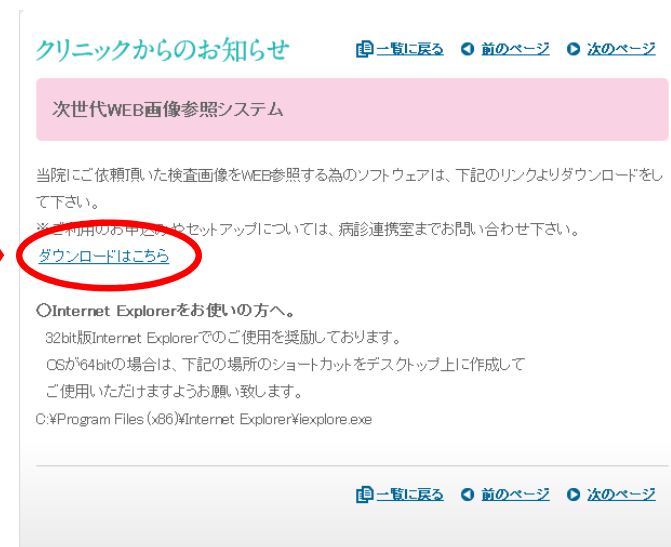 クリニックからのお知らせ 一覧に戻る 前のページ 次のページ
次世代WEB画像参照システム
当院にご依頼頂いた検査画像をWEB参照する為のソフトウェアは、下記のリンクよりダウンロードをし
て下さい。
※ご利用のお申込みやセットアップについては、病診連携室までお問い合わせ下さい。
ダウンロードはこちら
○Internet Explorerをお使いの方へ。
32bit版Internet Explorerでのご使用を奨励しております。
OSが64bitの場合は、下記の場所のショートカットをデスクトップ上に作成して
ご使用いただけますようお願い致します。
C:¥Program Files (x86)¥Internet Explorer¥iexplore.exe
一覧に戻る 前のページ 次のページ